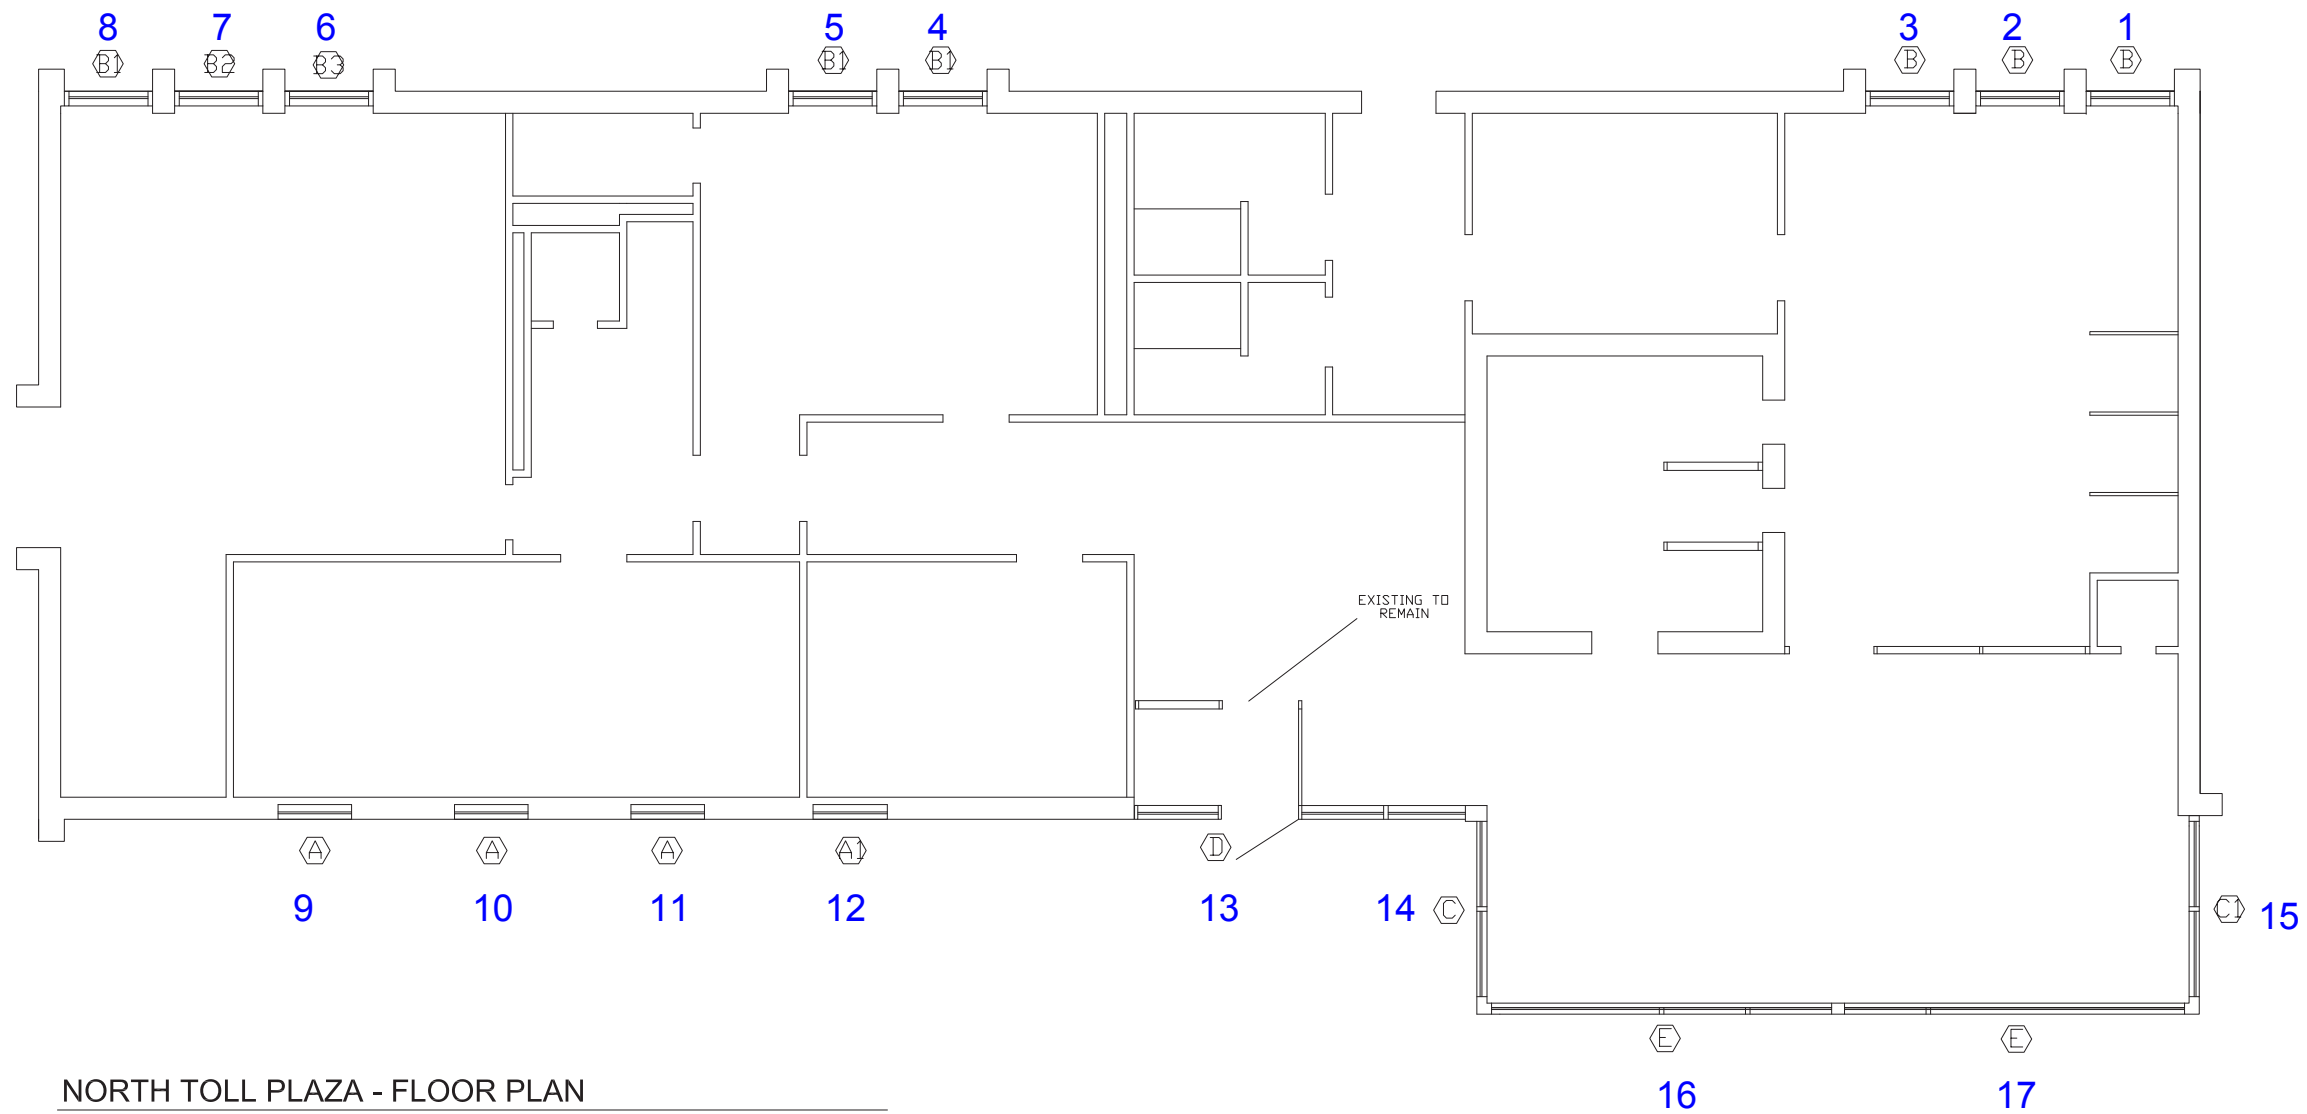 8 7 6 5 4 3 2 1
B1 B2 B3 B1 B1 B B B
EXISTING TO
REMAIN
A A A A1 D
9 10 11 12 13 14 C C1 15
E E
16 17
NORTH TOLL PLAZA - FLOOR PLAN